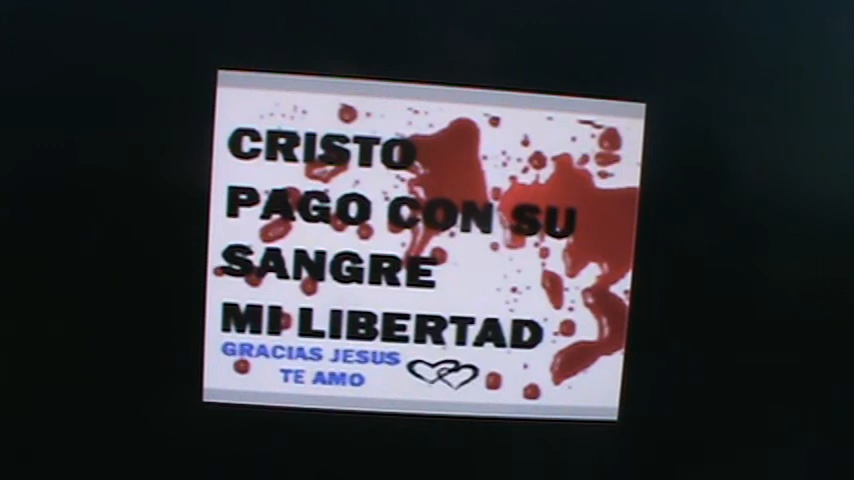 CRISTO
PAGO CON SU
SANGRE
MI LIBERTAD
GRACIAS JESUS
TE AMO